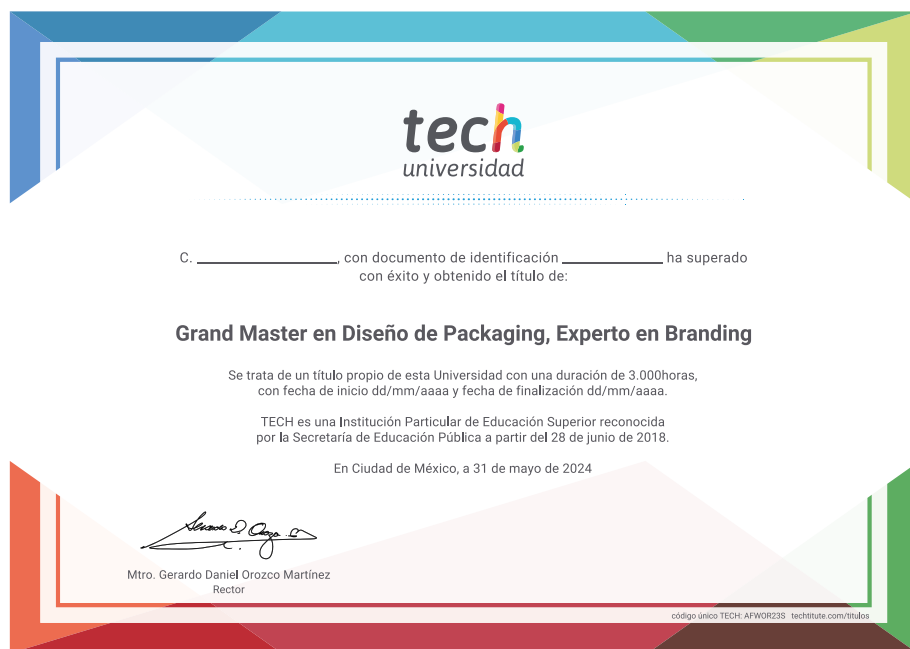 tech
universidad
C. ________________, con documento de identificación ____________ ha superado
con éxito y obtenido el título de:
Grand Master en Diseño de Packaging, Experto en Branding
Se trata de un título propio de esta Universidad con una duración de 3.000horas,
con fecha de inicio dd/mm/aaaa y fecha de finalización dd/mm/aaaa.
TECH es una Institución Particular de Educación Superior reconocida
por la Secretaría de Educación Pública a partir del 28 de junio de 2018.
En Ciudad de México, a 31 de mayo de 2024
Mtro. Gerardo Daniel Orozco Martínez
Rector
código único TECH: AFWOR23S techtitute.com/titulos